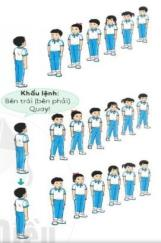 Khẩu lệnh:
Bên trái (bên phải)
Quay!